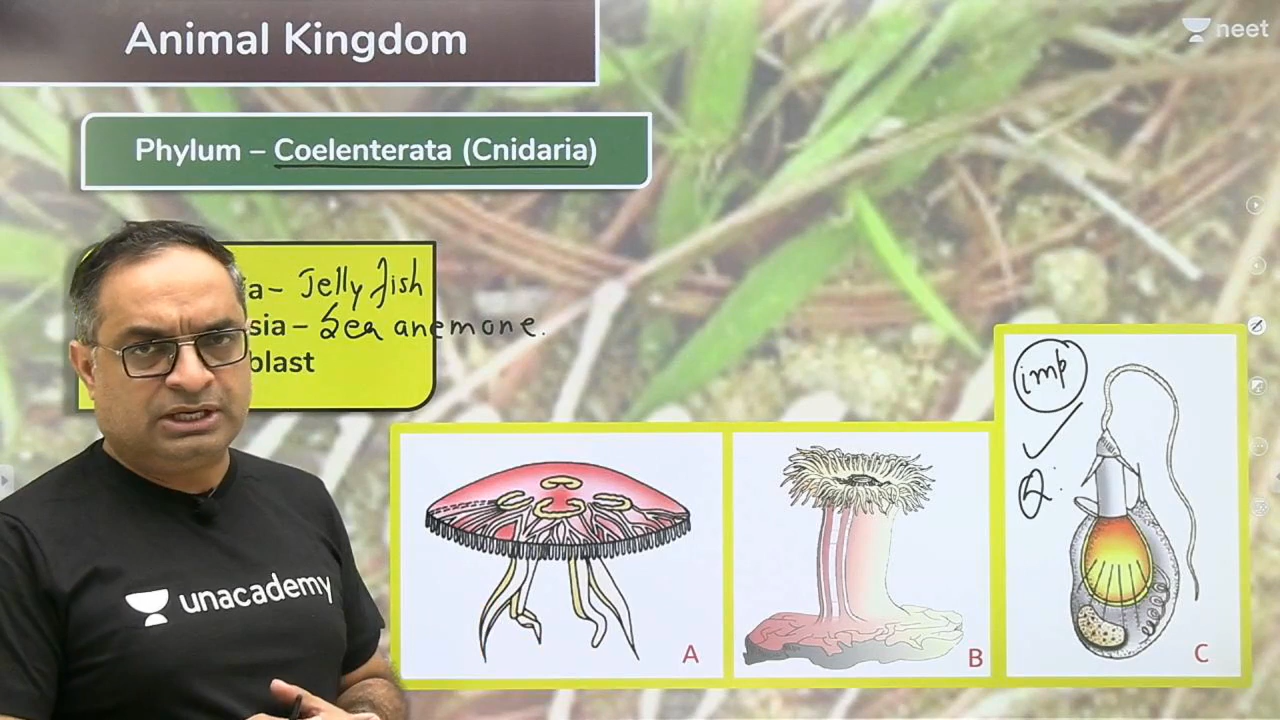 Animal Kingdom
neet
Phylum – Coelenterata (Cnidaria)
a – Jelly fish
sia – Sea anemone.
blast
imp
Q:
unacademy
A
B
C